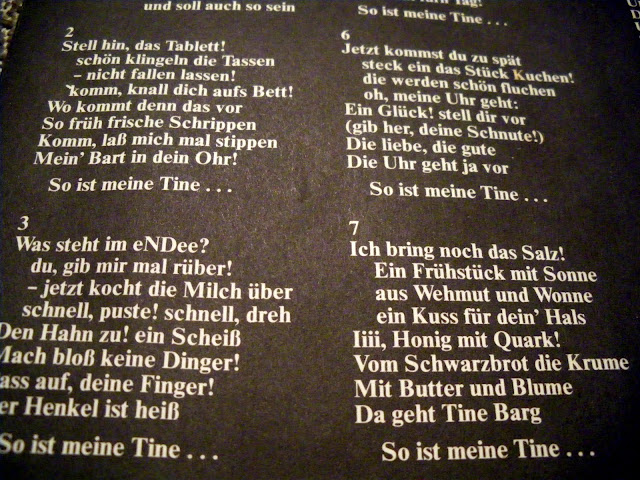 und soll auch so sein
2
Stell hin, das Tablett!
schön klingeln die Tassen
– nicht fallen lassen!
komm, knall dich aufs Bett!
Wo kommt denn das vor
So früh frische Schrippen
Komm, laß mich mal stippen
Mein' Bart in dein Ohr!
So ist meine Tine . . .
3
Was steht im eNDee?
du, gib mir mal rüber!
– jetzt kocht die Milch über
schnell, puste! schnell, dreh
Den Hahn zu! ein Scheiß
Mach bloß keine Dinger!
ass auf, deine Finger!
er Henkel ist heiß
So ist meine Tine . . .
So ist meine Tine . . .
6
Jetzt kommst du zu spät
steck ein das Stück Kuchen!
die werden schön fluchen
oh, meine Uhr geht:
Ein Glück! stell dir vor
(gib her, deine Schnute!)
Die liebe, die gute
Die Uhr geht ja vor
So ist meine Tine . . .
7
Ich bring noch das Salz!
Ein Frühstück mit Sonne
aus Wehmut und Wonne
ein Kuss für dein' Hals
Iiii, Honig mit Quark!
Vom Schwarzbrot die Krume
Mit Butter und Blume
Da geht Tine Barg
So ist meine Tine . . .